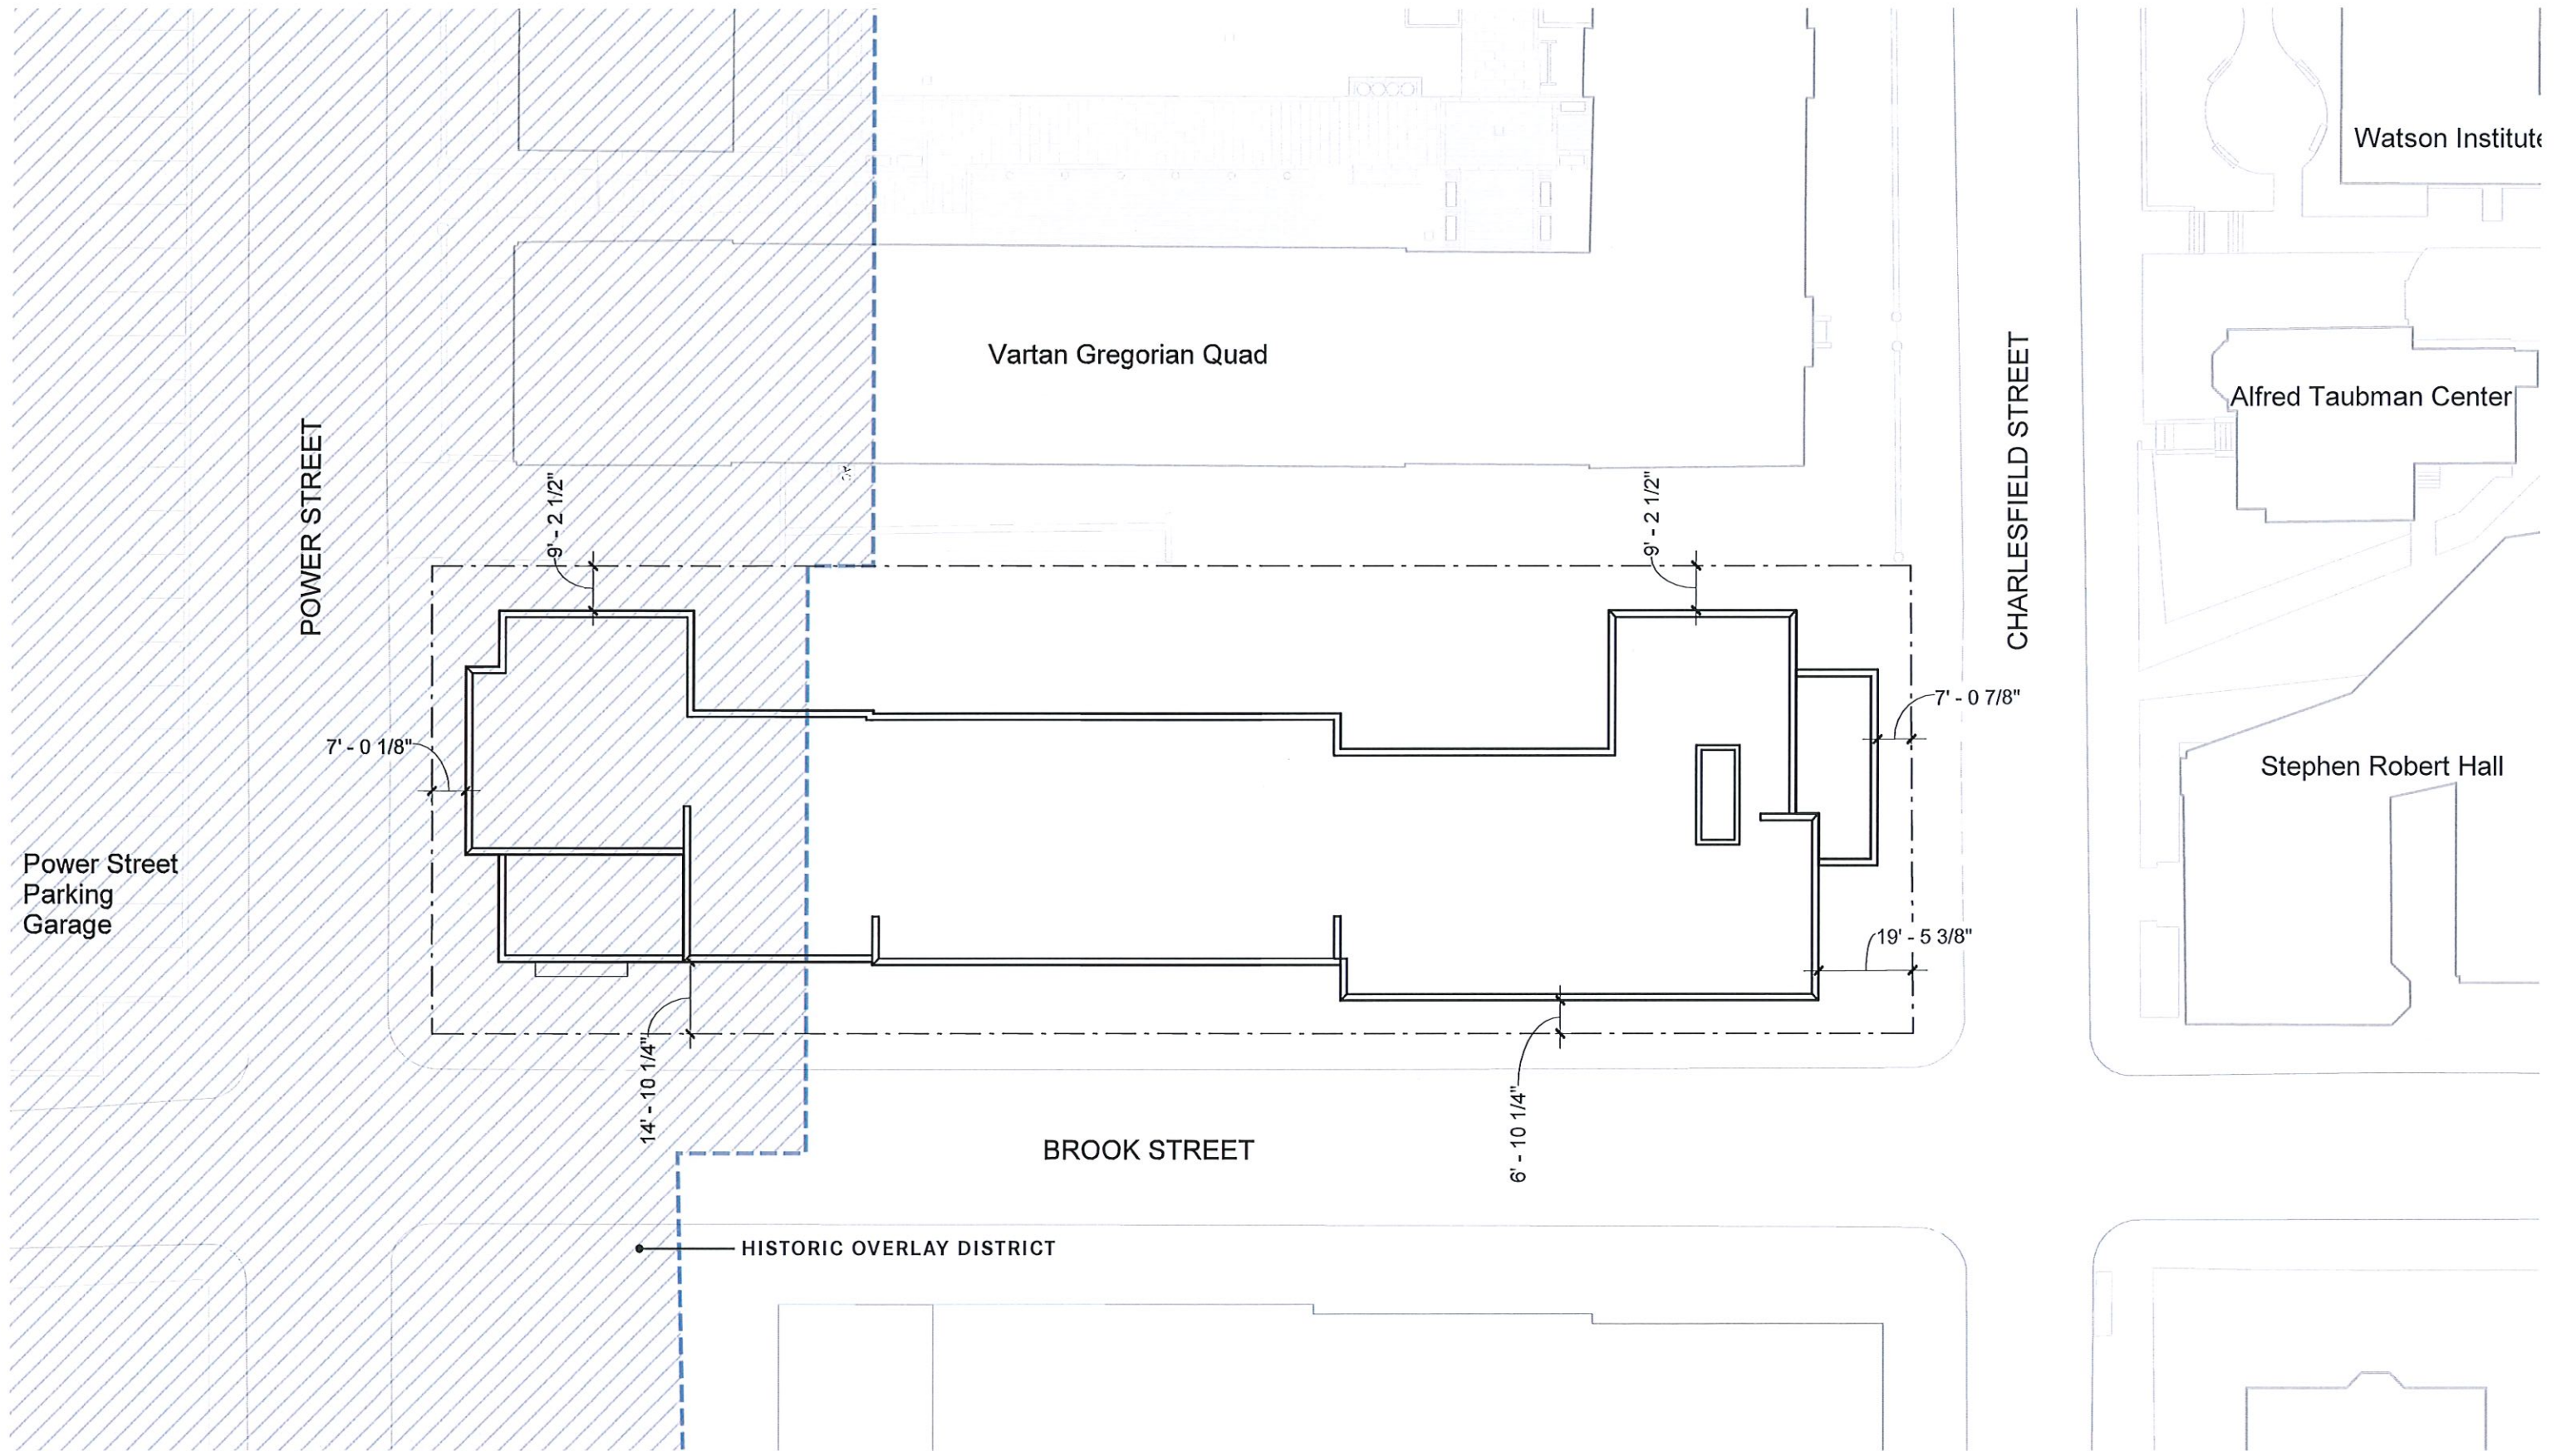 Watson Institute
Vartan Gregorian Quad
Alfred Taubman Center
POWER STREET
CHARLESFIELD STREET
9' - 2 1/2"
9' - 2 1/2"
7' - 0 7/8"
7' - 0 1/8"
Stephen Robert Hall
Power Street
Parking
Garage
19' - 5 3/8"
14' - 10 1/4"
6' - 10 1/4"
BROOK STREET
HISTORIC OVERLAY DISTRICT